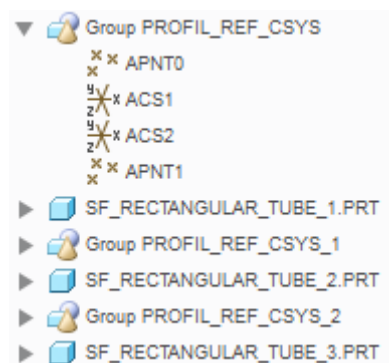 Group PROFIL_REF_CSYS
APNT0
ACS1
ACS2
APNT1
SF_RECTANGULAR_TUBE_1.PRT
Group PROFIL_REF_CSYS_1
SF_RECTANGULAR_TUBE_2.PRT
Group PROFIL_REF_CSYS_2
SF_RECTANGULAR_TUBE_3.PRT